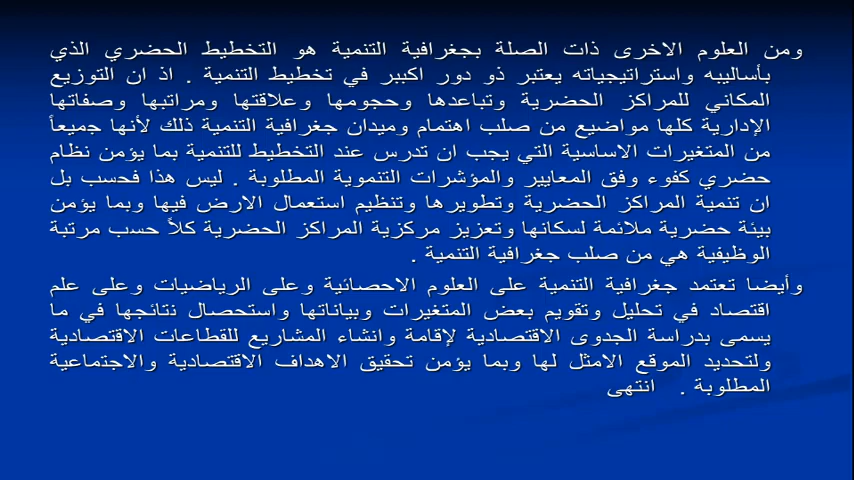 ومن العلوم الاخرى ذات الصلة بجغرافية التنمية هو التخطيط الحضري الذي
بأساليبه واستراتيجياته يعتبر ذو دور اكببر في تخطيط التنمية . اذ ان التوزيع
المكاني للمراكز الحضرية وتباعدها وحجومها وعلاقتها ومراتبها وصفاتها
الإدارية كلها مواضيع من صلب اهتمام وميدان جغرافية التنمية ذلك لأنها جميعاً
من المتغيرات الاساسية التي يجب ان تدرس عند التخطيط للتنمية بما يؤمن نظام
حضري كفوء وفق المعايير والمؤشرات التنموية المطلوبة . ليس هذا فحسب بل
ان تنمية المراكز الحضرية وتطويرها وتنظيم استعمال الارض فيها وبما يؤمن
بيئة حضرية ملائمة لسكانها وتعزيز مركزية المراكز الحضرية كلاً حسب مرتبة
الوظيفية هي من صلب جغرافية التنمية .
وأيضا تعتمد جغرافية التنمية على العلوم الاحصائية وعلى الرياضيات وعلى علم
اقتصاد في تحليل وتقويم بعض المتغيرات وبياناتها واستحصال نتائجها في ما
يسمى بدراسة الجدوى الاقتصادية لإقامة وانشاء المشاريع للقطاعات الاقتصادية
ولتحديد الموقع الامثل لها وبما يؤمن تحقيق الاهداف الاقتصادية والاجتماعية
المطلوبة . انتهى